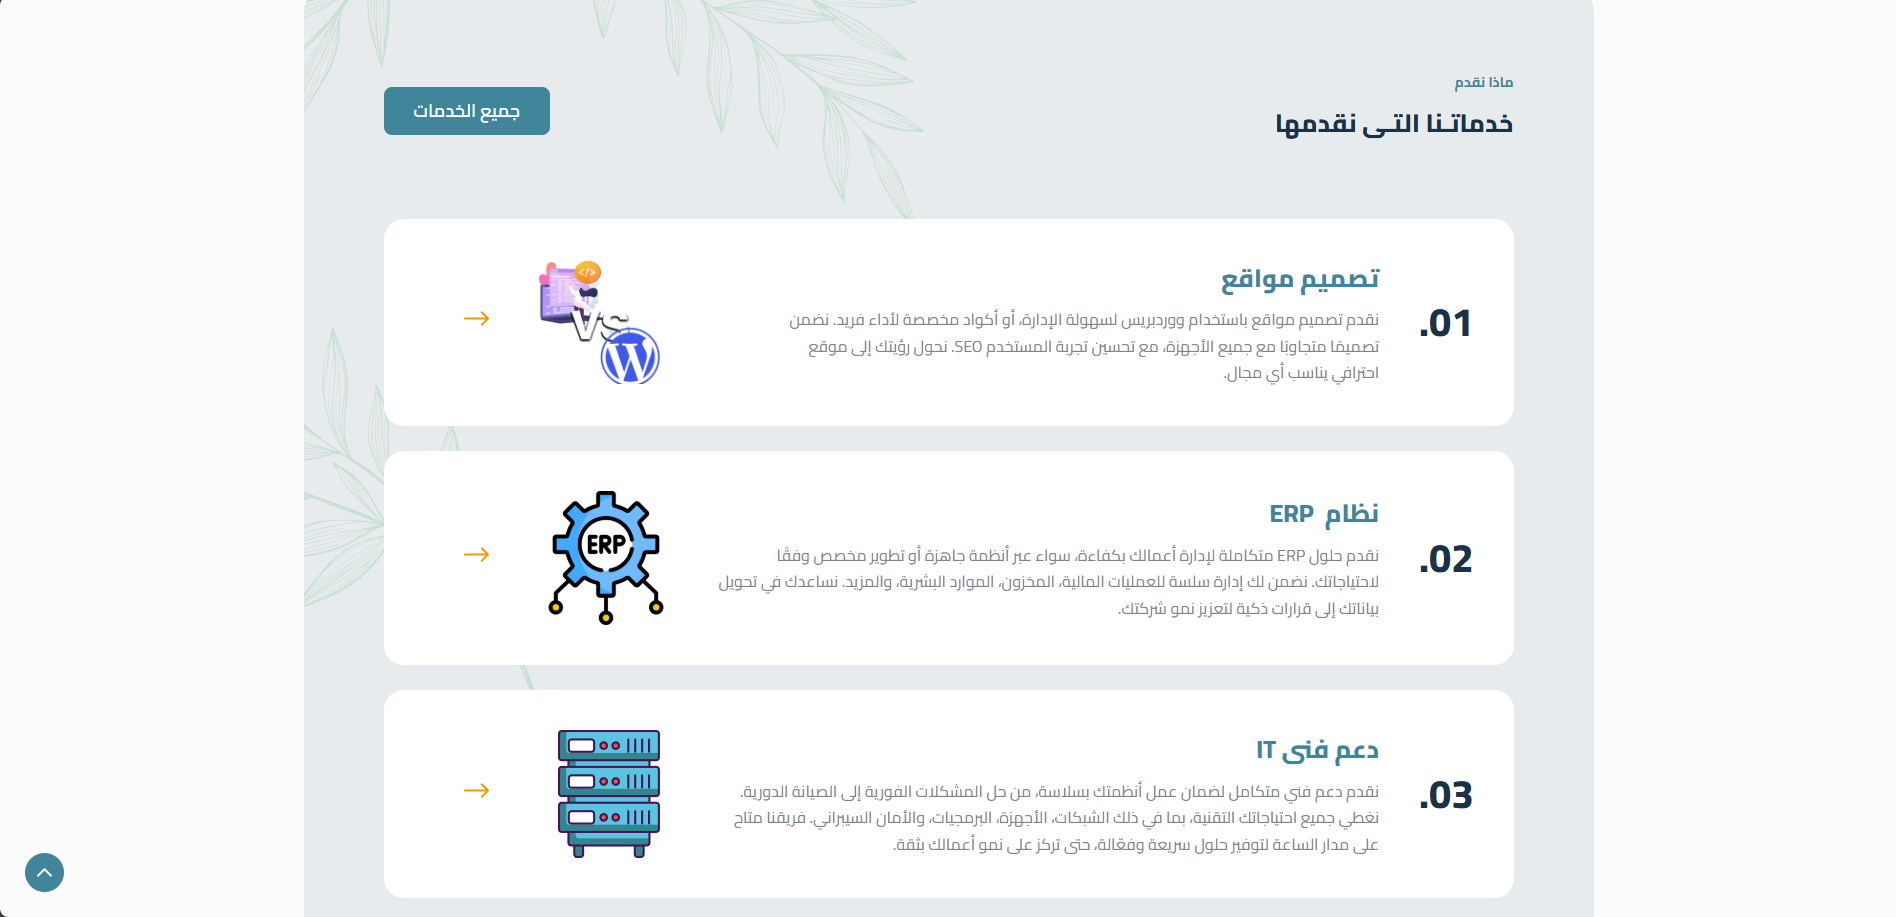 ماذا نقدم
خدماتـنا التـى نقدمها
جميع الخدمات
01.
تصميم مواقع
نقدم تصميم مواقع باستخدام ووردبريس لسهولة الإدارة، أو أكواد مخصصة لأداء فريد. نضمن
تصميمًا متجاوبًا مع جميع الأجهزة، مع تحسين تجربة المستخدم SEO. نحول رؤيتك إلى موقع
احترافي يناسب أي مجال.
</>
VS
W
02.
نظام ERP
نقدم حلول ERP متكاملة لإدارة أعمالك بكفاءة، سواء عبر أنظمة جاهزة أو تطوير مخصص وفقًا
لاحتياجاتك. نضمن لك إدارة سلسة للعمليات المالية، المخزون، الموارد البشرية، والمزيد. نساعدك في تحويل
بياناتك إلى قرارات ذكية لتعزيز نمو شركتك.
ERP
03.
دعم فنى IT
نقدم دعم فني متكامل لضمان عمل أنظمتك بسلاسة، من حل المشكلات الفورية إلى الصيانة الدورية.
نغطي جميع احتياجاتك التقنية، بما في ذلك الشبكات، الأجهزة، البرمجيات، والأمان السيبراني. فريقنا متاح
على مدار الساعة لتوفير حلول سريعة وفعّالة، حتى تركز على نمو أعمالك بثقة.